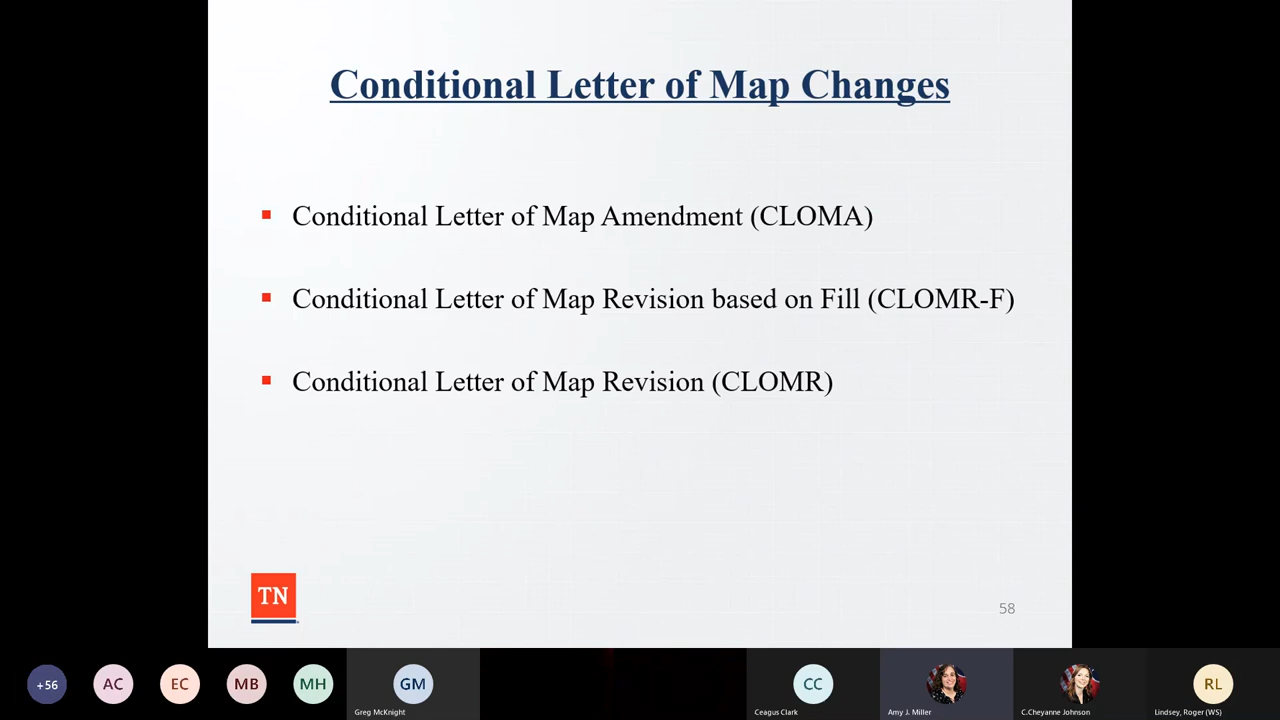 Conditional Letter of Map Changes
Conditional Letter of Map Amendment (CLOMA)
Conditional Letter of Map Revision based on Fill (CLOMR-F)
Conditional Letter of Map Revision (CLOMR)
TN
58
+56
AC
EC
MB
MH
GM
CC
RL
Greg McKnight
Ceagus Clark
Amy J. Miller
C.Cheyanne Johnson
Lindsey, Roger (WS)